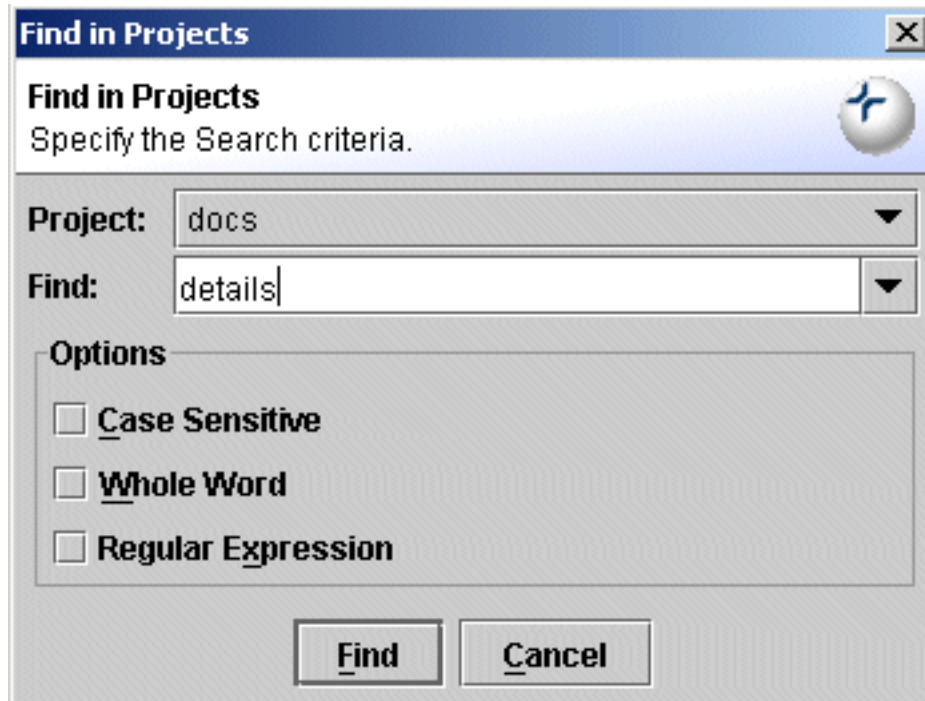 Find in Projects
Find in Projects
Specify the Search criteria.
Project: docs
Find: details
Options
Case Sensitive
Whole Word
Regular Expression
Find Cancel